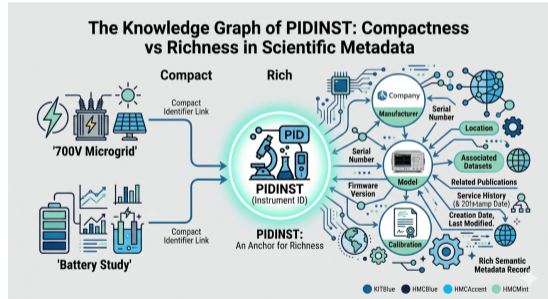 The Knowledge Graph of PIDINST: Compactness
vs Richness in Scientific Metadata
Compact
Rich
Compact
Identifier Link
'700V Microgrid'
Compact
Identifier Link
'Battery Study'
PID
PIDINST
(Instrument ID)
PIDINST:
An Anchor for Richness
Company
Manufacturer
Serial
Number
Serial
Number
Location
Associated
Datasets
Model
Firmware
Version
Related Publications
Service History
Creation Date,
Last Modified.
Calibration
Rich Semantic
Metadata Record
KITBlue
HMCBlue
HMCAccent
HMCMint